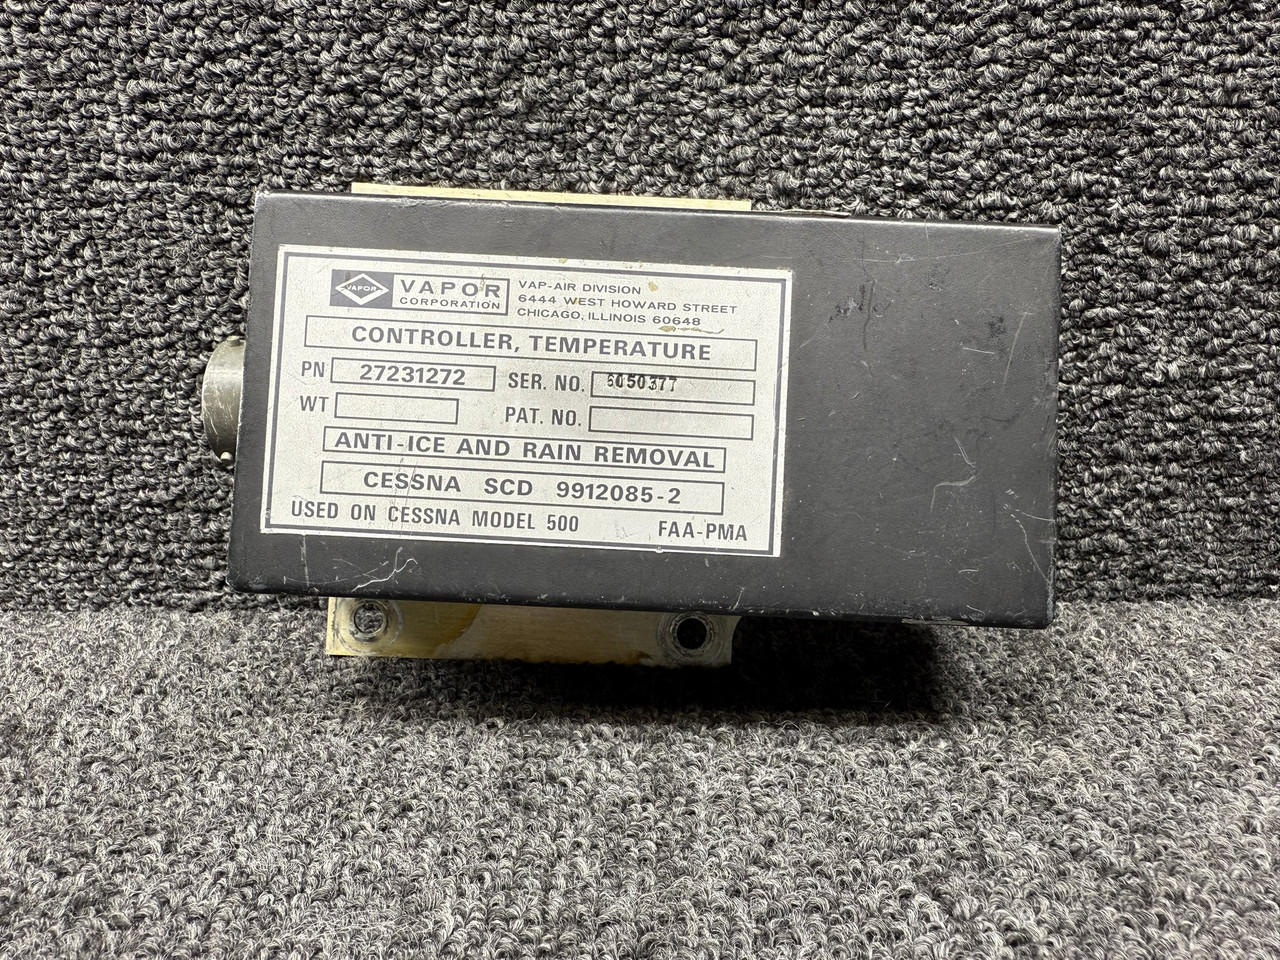 VAPOR
VAPOR
CORPORATION
VAP-AIR DIVISION
6444 WEST HOWARD STREET
CHICAGO, ILLINOIS 60648
CONTROLLER, TEMPERATURE
PN 27231272 SER. NO. 6050377
WT PAT. NO.
ANTI-ICE AND RAIN REMOVAL
CESSNA SCD 9912085-2
USED ON CESSNA MODEL 500 FAA-PMA